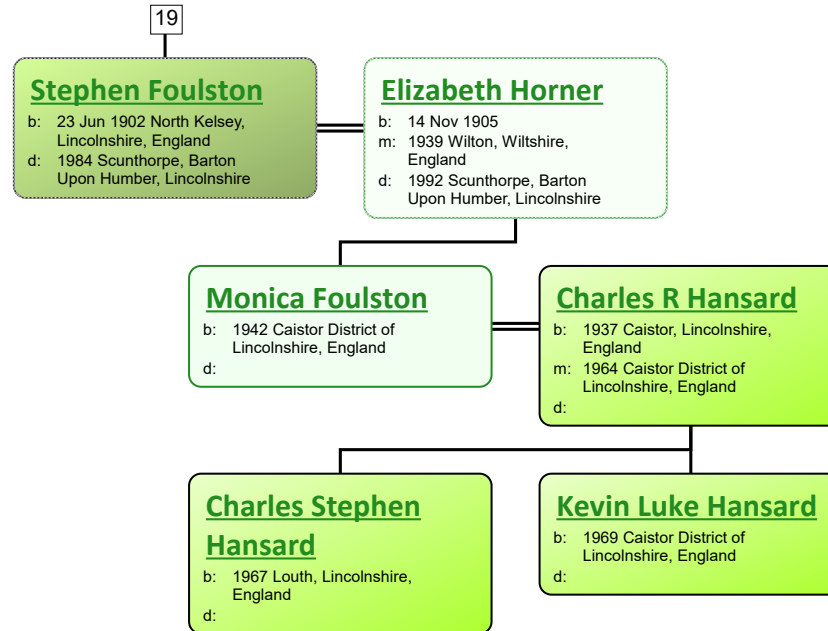 19
Stephen Foulston
b: 23 Jun 1902 North Kelsey,
Lincolnshire, England
d: 1984 Scunthorpe, Barton
Upon Humber, Lincolnshire
Elizabeth Horner
b: 14 Nov 1905
m: 1939 Wilton, Wiltshire,
England
d: 1992 Scunthorpe, Barton
Upon Humber, Lincolnshire
Monica Foulston
b: 1942 Caistor District of
Lincolnshire, England
d:
Charles R Hansard
b: 1937 Caistor, Lincolnshire,
England
m: 1964 Caistor District of
Lincolnshire, England
d:
Charles Stephen
Hansard
b: 1967 Louth, Lincolnshire,
England
d:
Kevin Luke Hansard
b: 1969 Caistor District of
Lincolnshire, England
d: